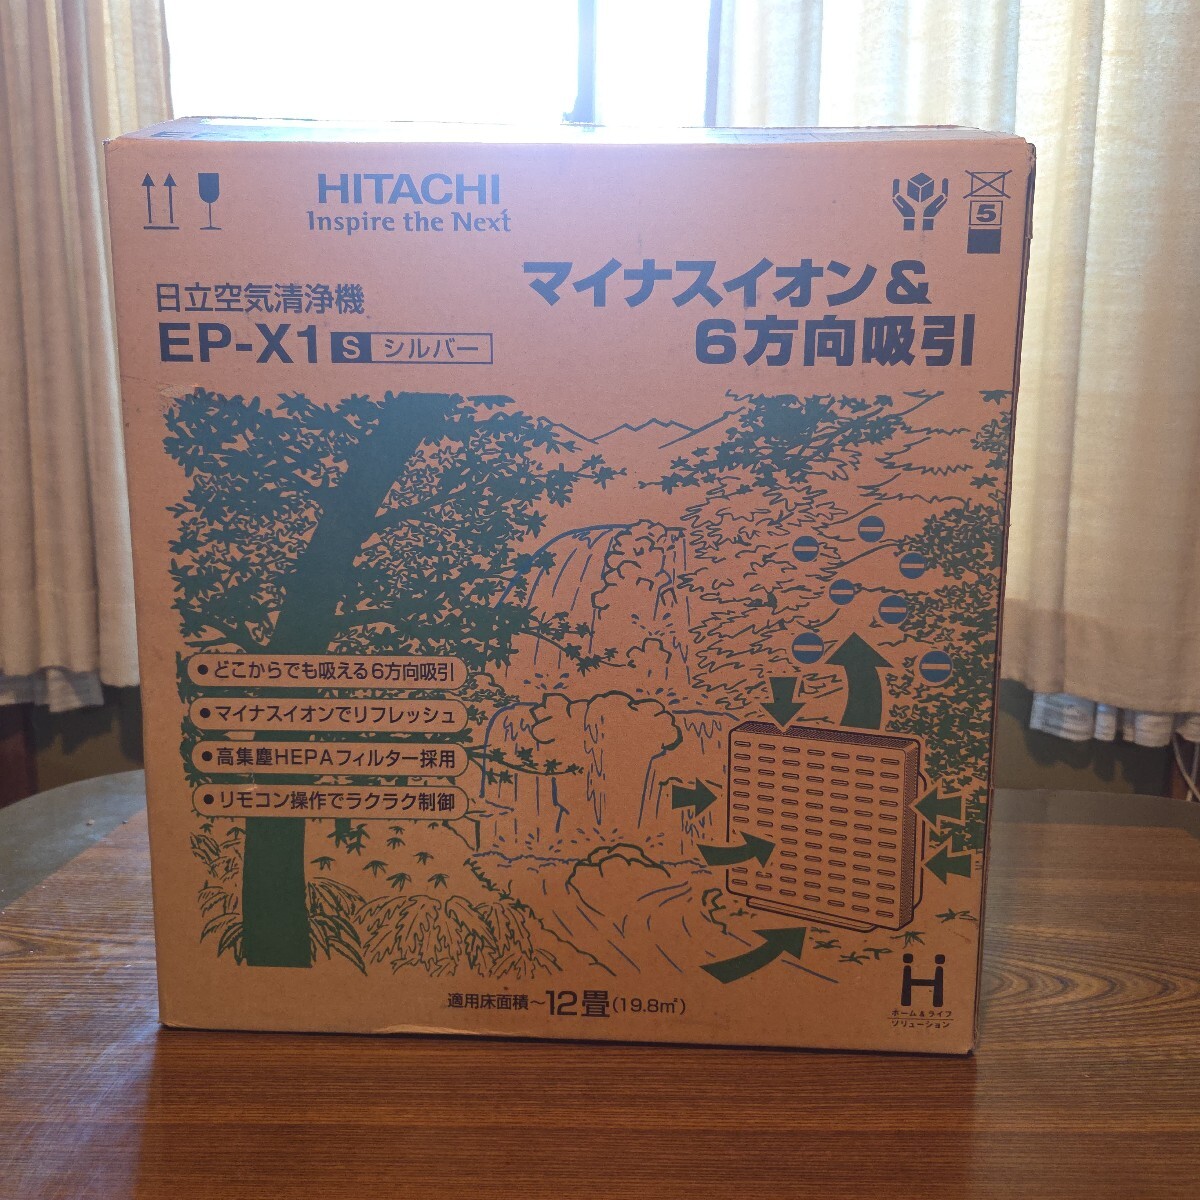 HITACHI
Inspire the Next
5
日立空気清浄機
EP-X1 S シルバー
マイナスイオン&
6方向吸引
●どこからでも吸える6方向吸引
●マイナスイオンでリフレッシュ
●高集塵HEPAフィルター採用
●リモコン操作でラクラク制御
適用床面積~12畳(19.8㎡)
H
ホーム&ライフ
ソリューション